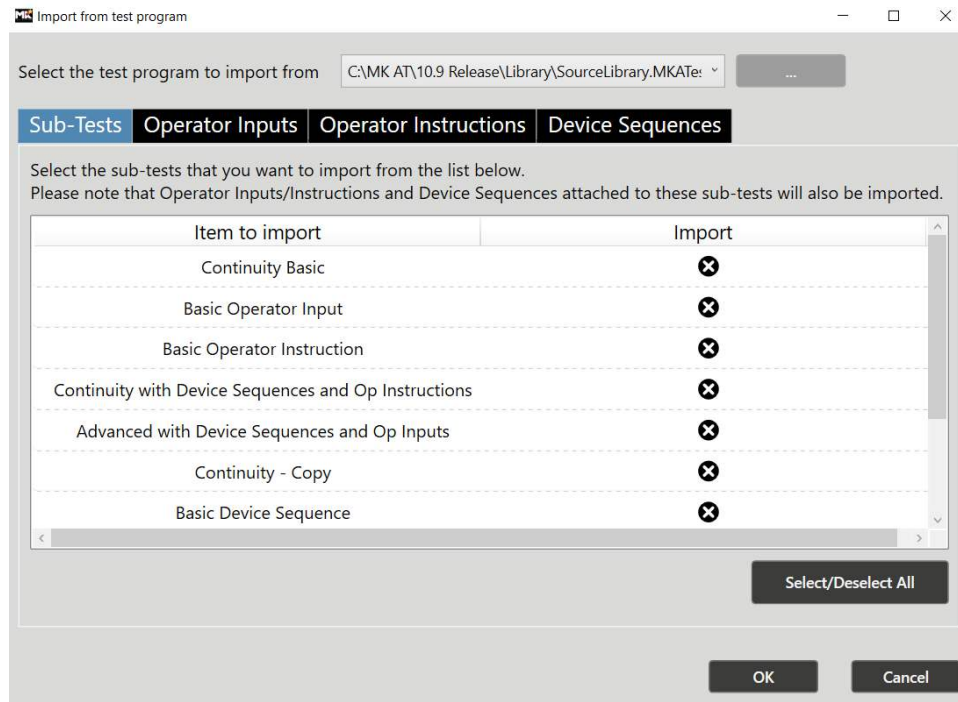 MK Import from test program
Select the test program to import from C:\MK AT\10.9 Release\Library\SourceLibrary.MKATe ...
Sub-Tests Operator Inputs Operator Instructions Device Sequences
Select the sub-tests that you want to import from the list below.
Please note that Operator Inputs/Instructions and Device Sequences attached to these sub-tests will also be imported.
Item to import Import
Continuity Basic
Basic Operator Input
Basic Operator Instruction
Continuity with Device Sequences and Op Instructions
Advanced with Device Sequences and Op Inputs
Continuity - Copy
Basic Device Sequence
Select/Deselect All
OK Cancel